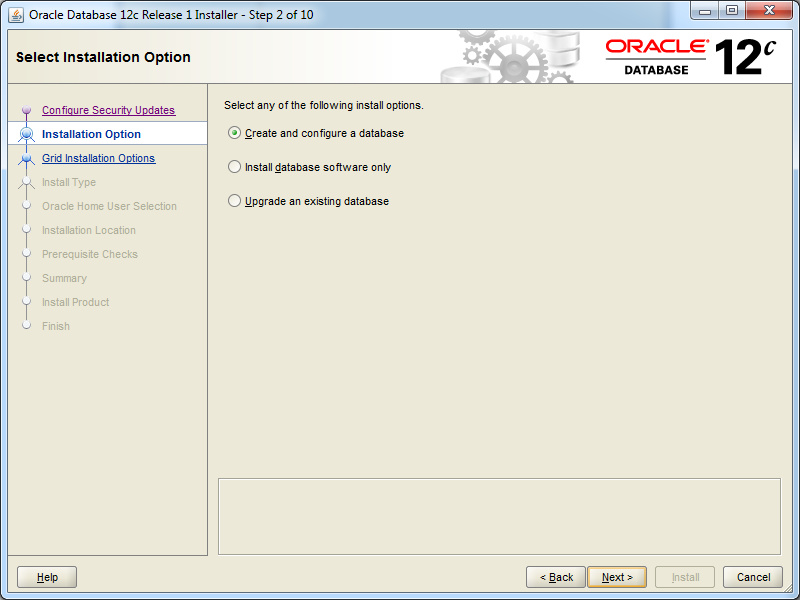 Oracle Database 12c Release 1 Installer - Step 2 of 10
Select Installation Option
ORACLE
DATABASE
12c
Configure Security Updates
Installation Option
Grid Installation Options
Install Type
Oracle Home User Selection
Installation Location
Prerequisite Checks
Summary
Install Product
Finish
Select any of the following install options.
Create and configure a database
Install database software only
Upgrade an existing database
Help
< Back
Next >
Install
Cancel